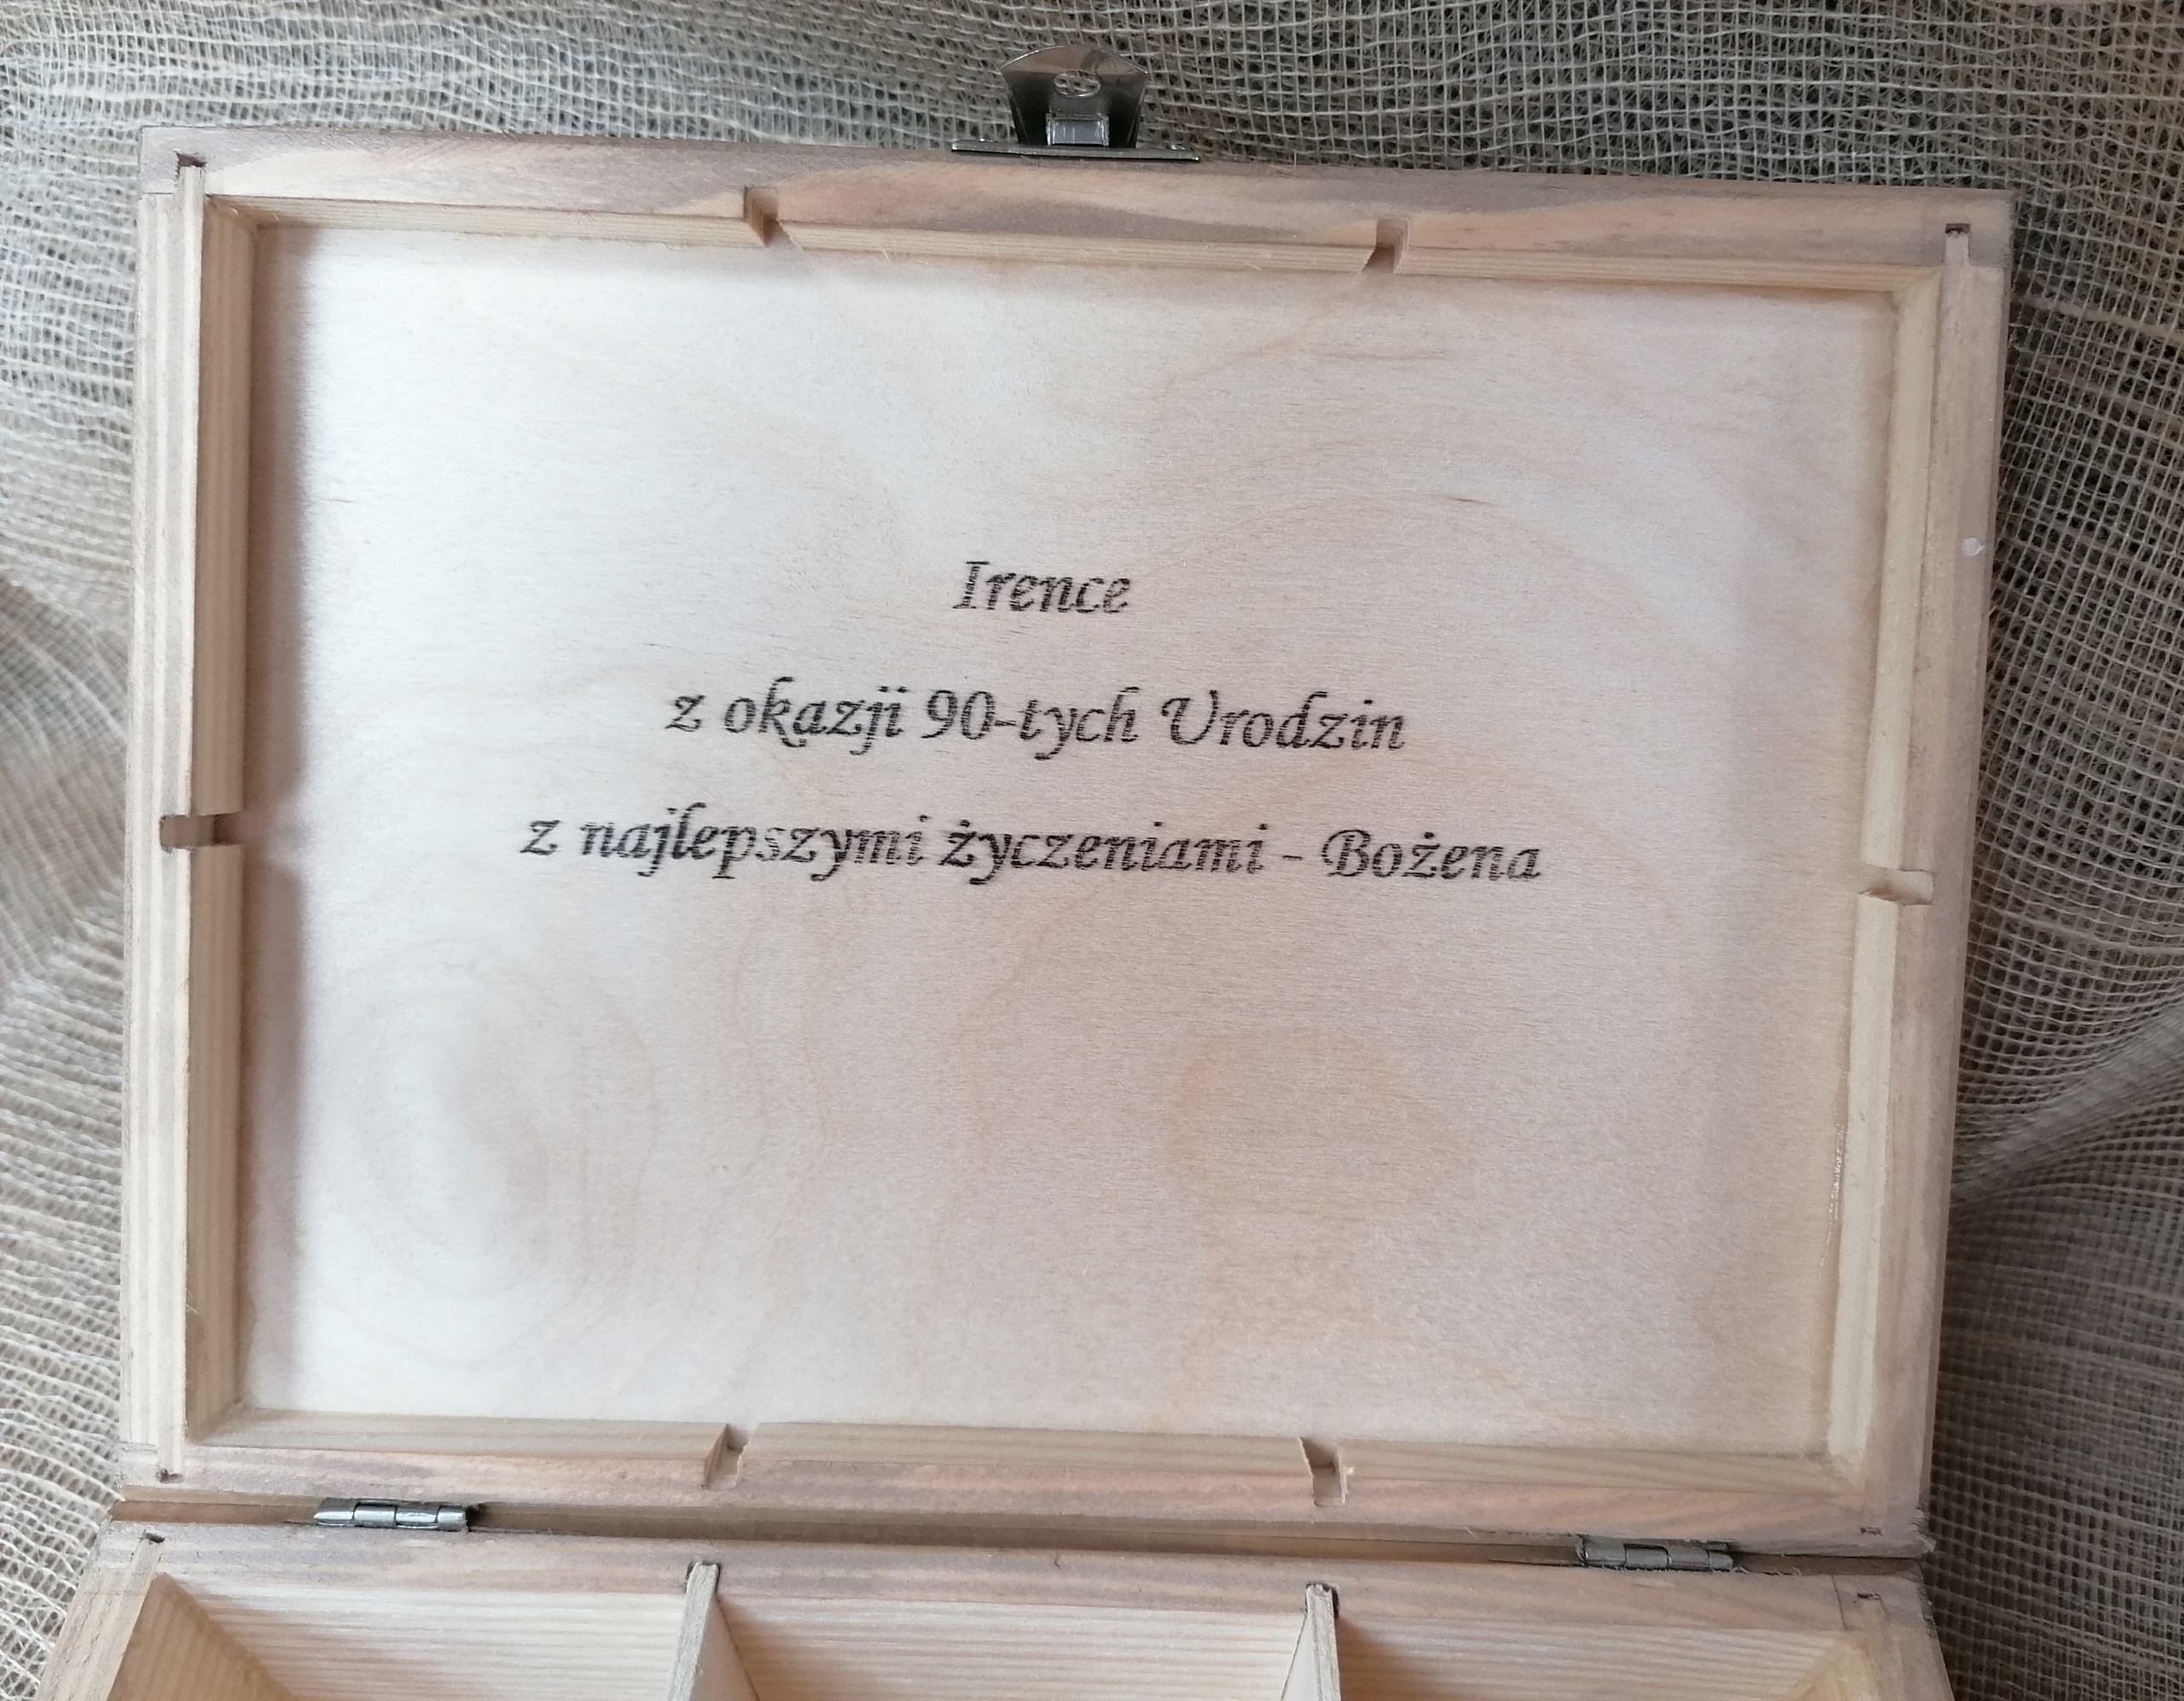 Irence
z okazji 90-tych Urodzin
z najlepszymi życzeniami - Bożena